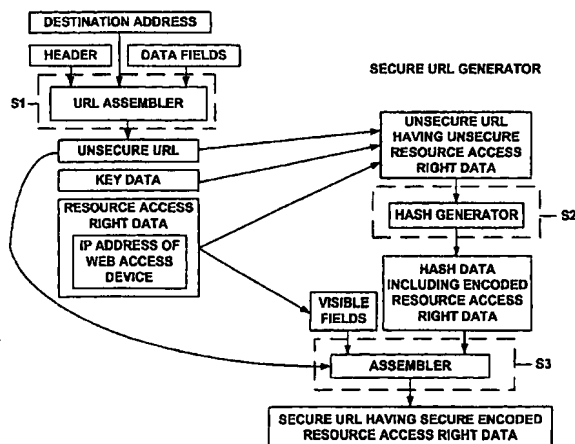 DESTINATION ADDRESS
HEADER
DATA FIELDS
SECURE URL GENERATOR
S1
URL ASSEMBLER
UNSECURE URL
HAVING UNSECURE
RESOURCE ACCESS
RIGHT DATA
UNSECURE URL
KEY DATA
RESOURCE ACCESS
RIGHT DATA
IP ADDRESS OF
WEB ACCESS
DEVICE
HASH GENERATOR
S2
HASH DATA
INCLUDING ENCODED
RESOURCE ACCESS
RIGHT DATA
VISIBLE
FIELDS
ASSEMBLER
S3
SECURE URL HAVING SECURE ENCODED
RESOURCE ACCESS RIGHT DATA